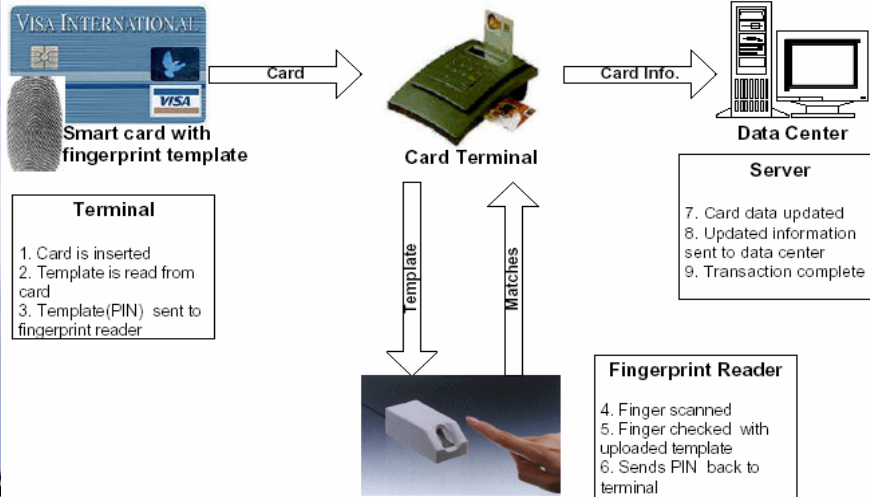 VISA INTERNATIONAL
VISA
Smart card with
fingerprint template
Card
Card Terminal
Card Info.
Data Center
Terminal
1. Card is inserted
2. Template is read from
card
3. Template(PIN) sent to
fingerprint reader
Template
Matches
Server
7. Card data updated
8. Updated information
sent to data center
9. Transaction complete
Fingerprint Reader
4. Finger scanned
5. Finger checked with
uploaded template
6. Sends PIN back to
terminal